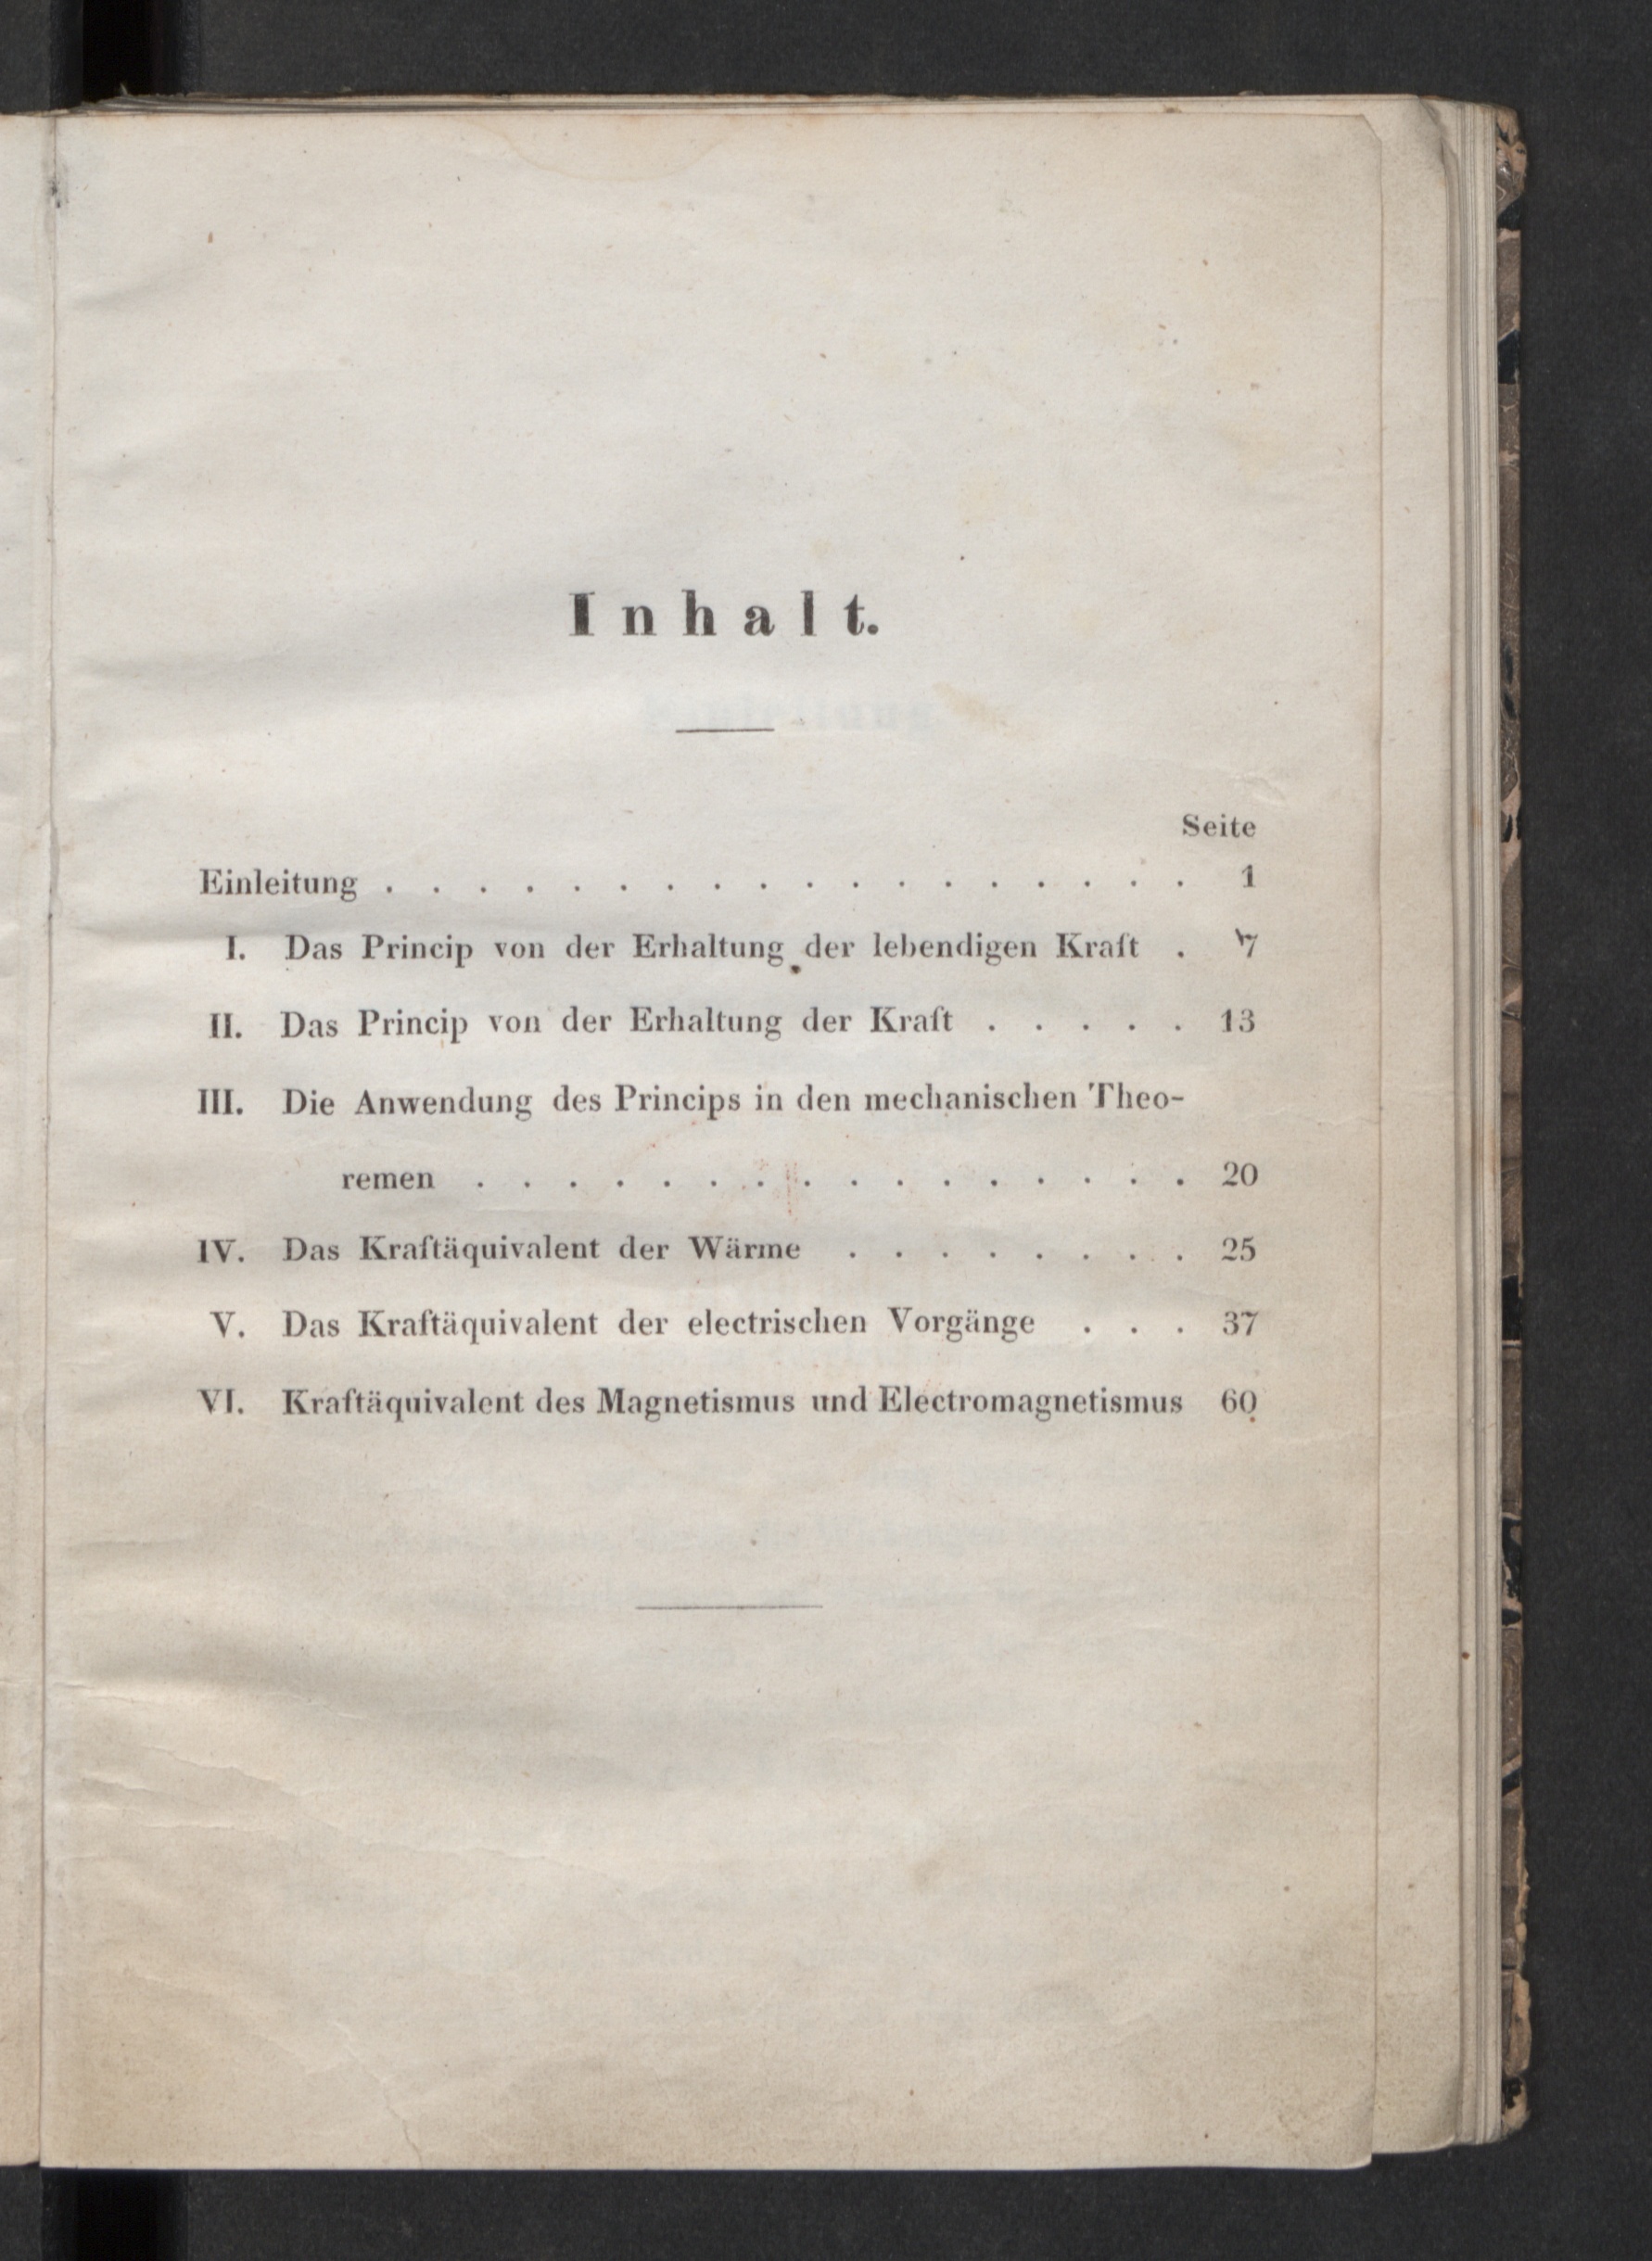 Inhalt.
Seite
Einleitung . . . . . . . . . . . . . . . . . . 1
I. Das Princip von der Erhaltung der lebendigen Kraft . 7
II. Das Princip von der Erhaltung der Kraft . . . . . 13
III. Die Anwendung des Princips in den mechanischen Theo-
remen . . . . . . . . . . . . . . . . 20
IV. Das Kraftäquivalent der Wärme . . . . . . . . 25
V. Das Kraftäquivalent der electrischen Vorgänge . . . 37
VI. Kraftäquivalent des Magnetismus und Electromagnetismus 60